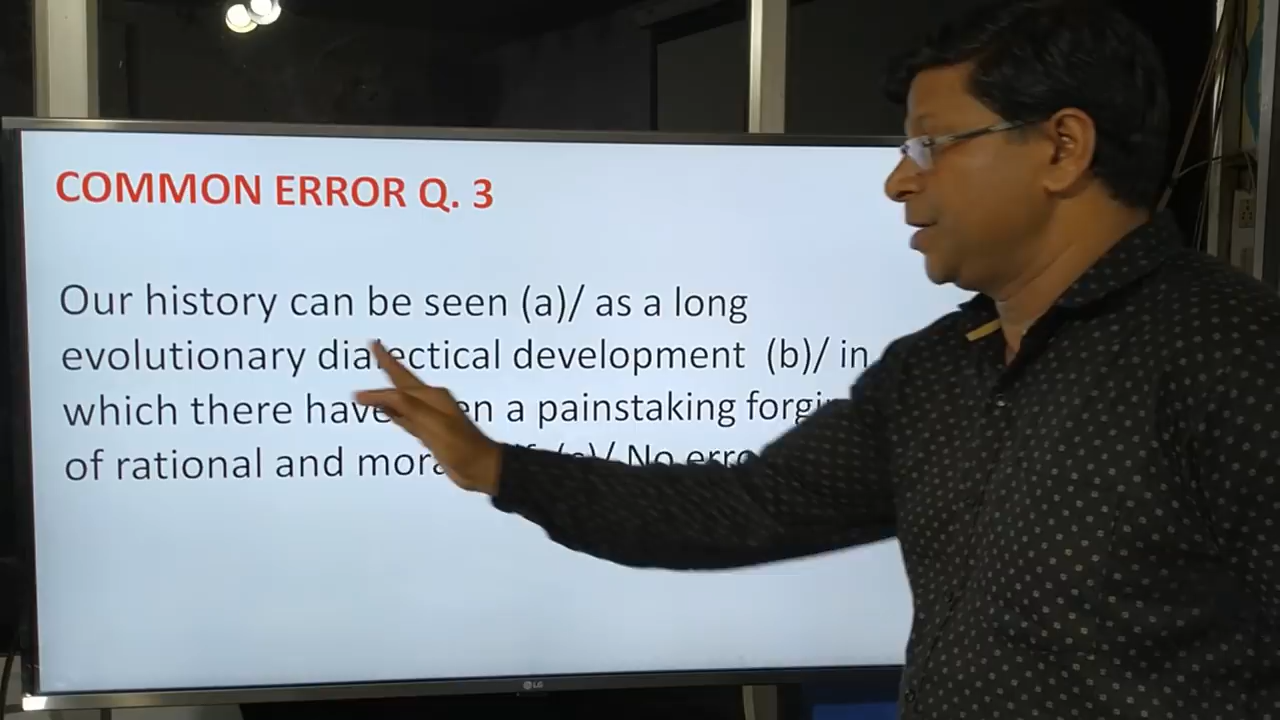 COMMON ERROR Q. 3
Our history can be seen (a)/ as a long
evolutionary dialectical development (b)/ in
which there have a painstaking
of rational and No
LG